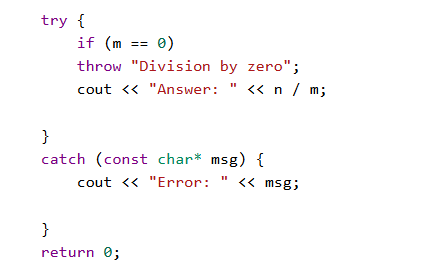 try {
if (m == 0)
throw "Division by zero";
cout << "Answer: " << n / m;
}
catch (const char* msg) {
cout << "Error: " << msg;
}
return 0;